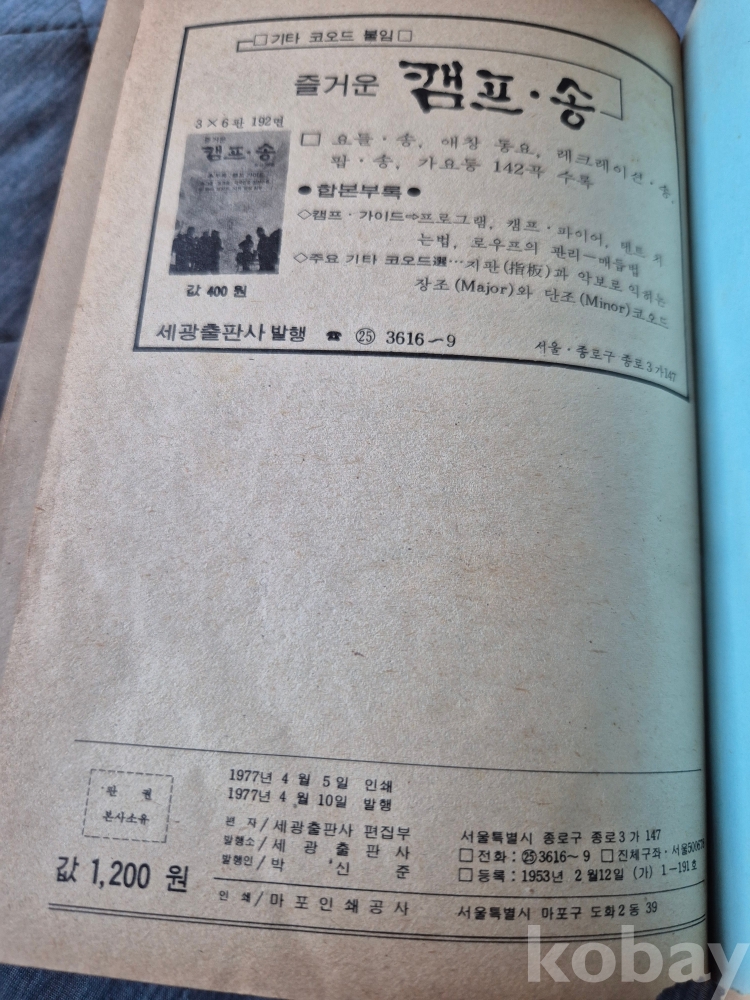 □ 기타 코오드 붙임 □
즐거운 캠프·송
3×6판 192면
캠프·송
□ 요들·송, 애창 동요, 레크레이션·송,
팝·송, 가요등 142곡 수록
●합본부록●
◇캠프·가이드⇨프로그램, 캠프·파이어, 텐트 치
는법, 로우프의 관리—매듭법
◇주요 기타 코오드選…지판(指板)과 악보로 익히는
장조(Major)와 단조(Minor)코오드
값 400 원
세광출판사 발행 ☎ ㉕ 3616~9
서울·종로구 종로3가147
판 권
본사소유
값 1,200 원
1977년 4 월 5일 인쇄
1977년 4 월 10일 발행
편 자/세광출판사 편집부
발행소/세 광 출 판 사
발행인/박 신 준
인 쇄/마포인쇄공사
서울특별시 종로구 종로3가 147
□전화: ㉕3616~9 □진체구좌·서울500678
□등록: 1953년 2월12일 (가) 1—191호
서울특별시 마포구 도화2동 39
kobay